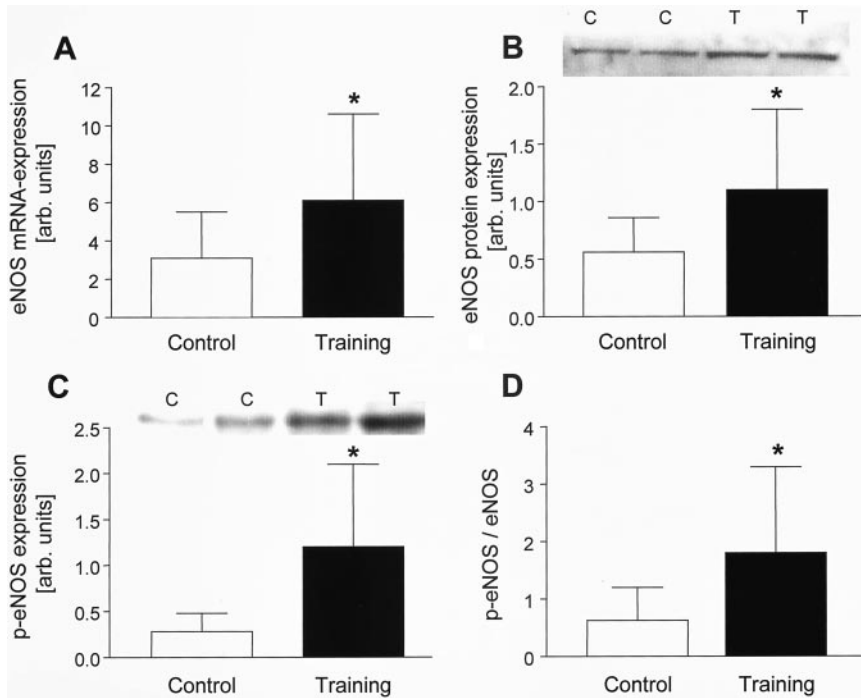 A
eNOS mRNA-expression
[arb. units]
12
10
8
6
4
2
0
*
Control Training
B
C C T T
eNOS protein expression
[arb. units]
2.0
1.5
1.0
0.5
0.0
*
Control Training
C
C C T T
p-eNOS expression
[arb. units]
2.5
2.0
1.5
1.0
0.5
0.0
*
Control Training
D
p-eNOS / eNOS
4
3
2
1
0
*
Control Training